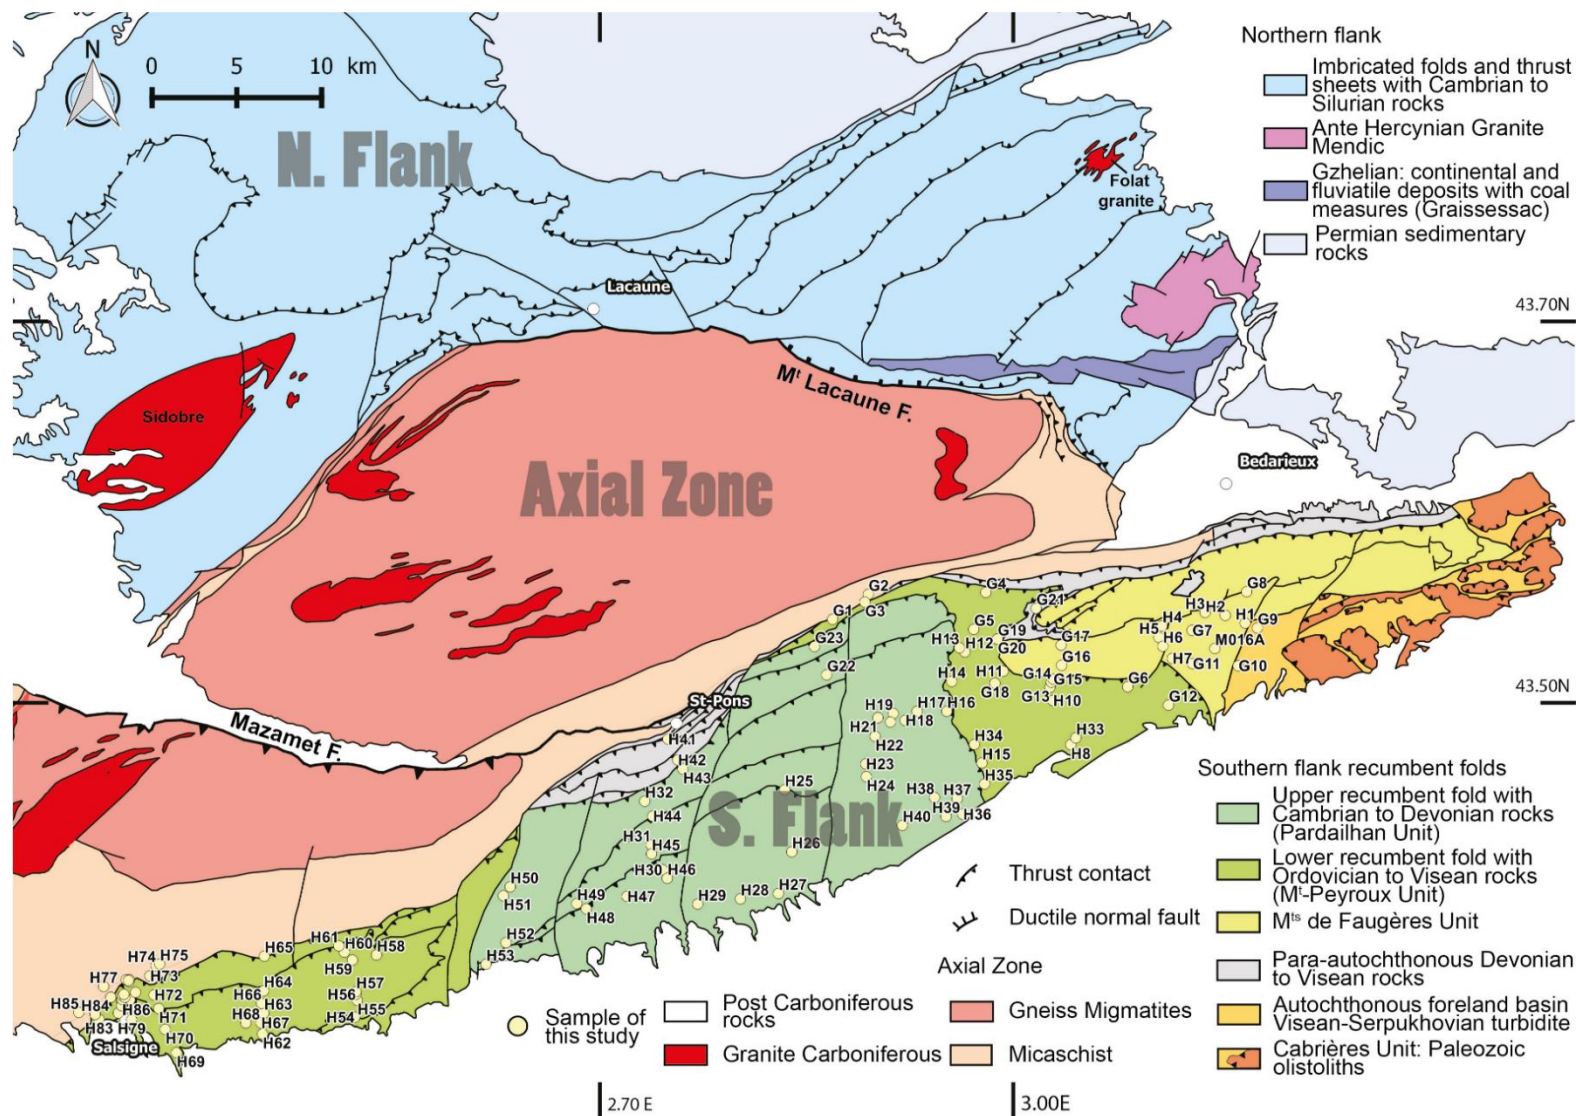 Northern flank
Imbricated folds and thrust
sheets with Cambrian to
Silurian rocks
Ante Hercynian Granite
Mendic
Gzhelian: continental and
fluviatile deposits with coal
measures (Graissessac)
Permian sedimentary
rocks
N
0 5 10 km
N. Flank
Folat
granite
Lacaune
43.70N
Sidobre
Mt Lacaune F.
Axial Zone
Bedarieux
G2
G4
G8
G1
G3
G21
H3
H2
H1
G9
H4
G5
G19
G17
H5
H6
G7
M016A
G23
H13
H12
G20
G16
H7
G11
G10
G22
H14
H11
G14
G15
G6
G18
G13
H10
G12
43.50N
St-Pons
Mazamet F.
H19
H17
H16
H18
H21
H41
H22
H34
H33
H42
H15
H8
H43
H23
H25
H24
H35
H32
H38
H37
H44
S. Flank
H39
H36
H40
H31
H45
H26
H30
H46
H50
H51
H49
H47
H29
H28
H27
H48
H52
H53
H61
H60
H58
H65
H59
H74
H75
H73
H77
H64
H57
H85
H84
H72
H66
H56
H86
H63
H55
H83
H79
H71
H68
H67
H54
H70
H62
Salsigne
H69
Thrust contact
Ductile normal fault
Sample of
this study
Post Carboniferous
rocks
Granite Carboniferous
Axial Zone
Gneiss Migmatites
Micaschist
Southern flank recumbent folds
Upper recumbent fold with
Cambrian to Devonian rocks
(Pardailhan Unit)
Lower recumbent fold with
Ordovician to Visean rocks
(Mt-Peyroux Unit)
Mts de Faugères Unit
Para-autochthonous Devonian
to Visean rocks
Autochthonous foreland basin
Visean-Serpukhovian turbidite
Cabrières Unit: Paleozoic
olistoliths
2.70 E
3.00E